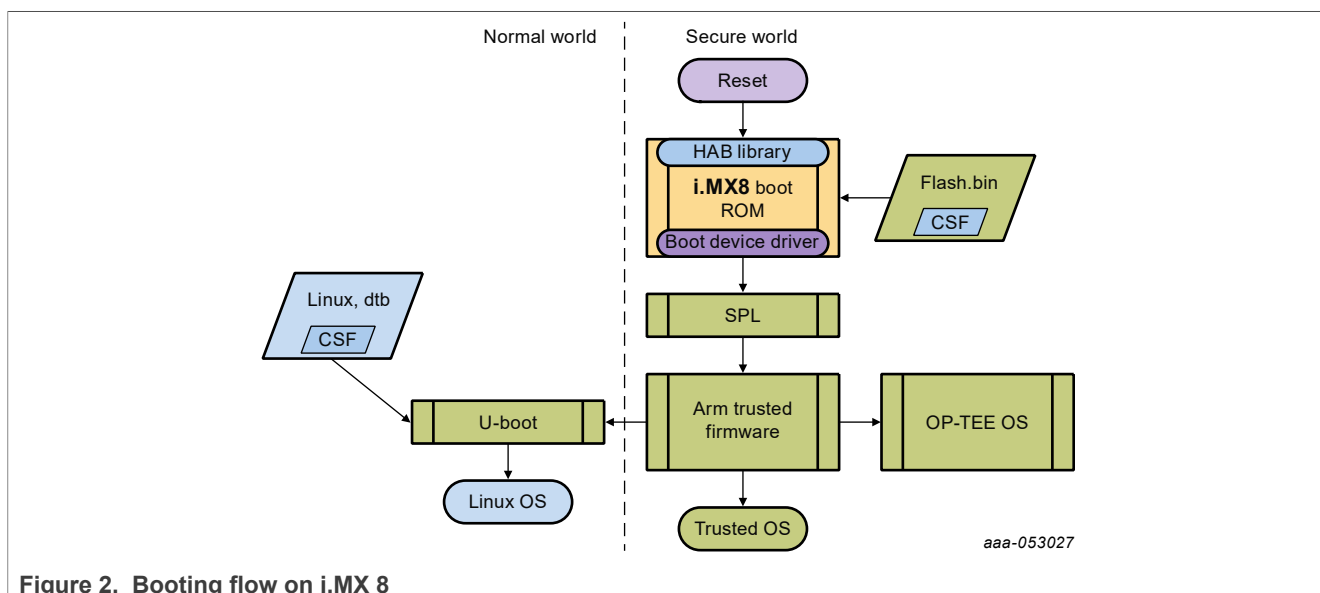 Normal world
Secure world
Reset
HAB library
i.MX8 boot
ROM
Boot device driver
Flash.bin
CSF
SPL
Linux, dtb
CSF
U-boot
Arm trusted
firmware
OP-TEE OS
Linux OS
Trusted OS
aaa-053027
Figure 2. Booting flow on i.MX 8